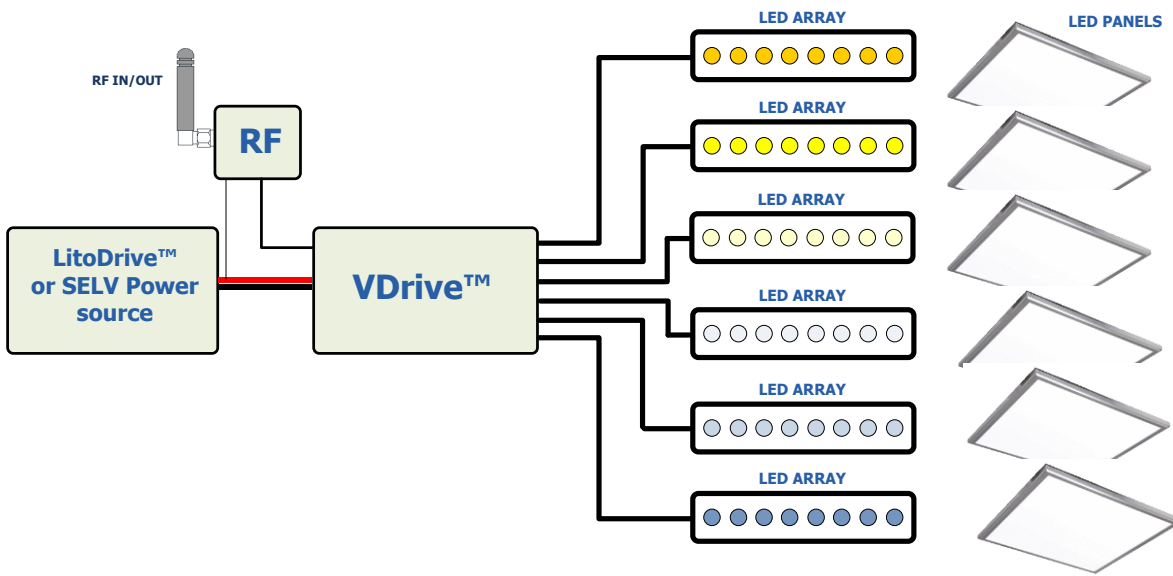 LED ARRAY
LED PANELS
RF IN/OUT
RF
LED ARRAY
LED ARRAY
LitoDrive™
or SELV Power
source
VDrive™
LED ARRAY
LED ARRAY
LED ARRAY